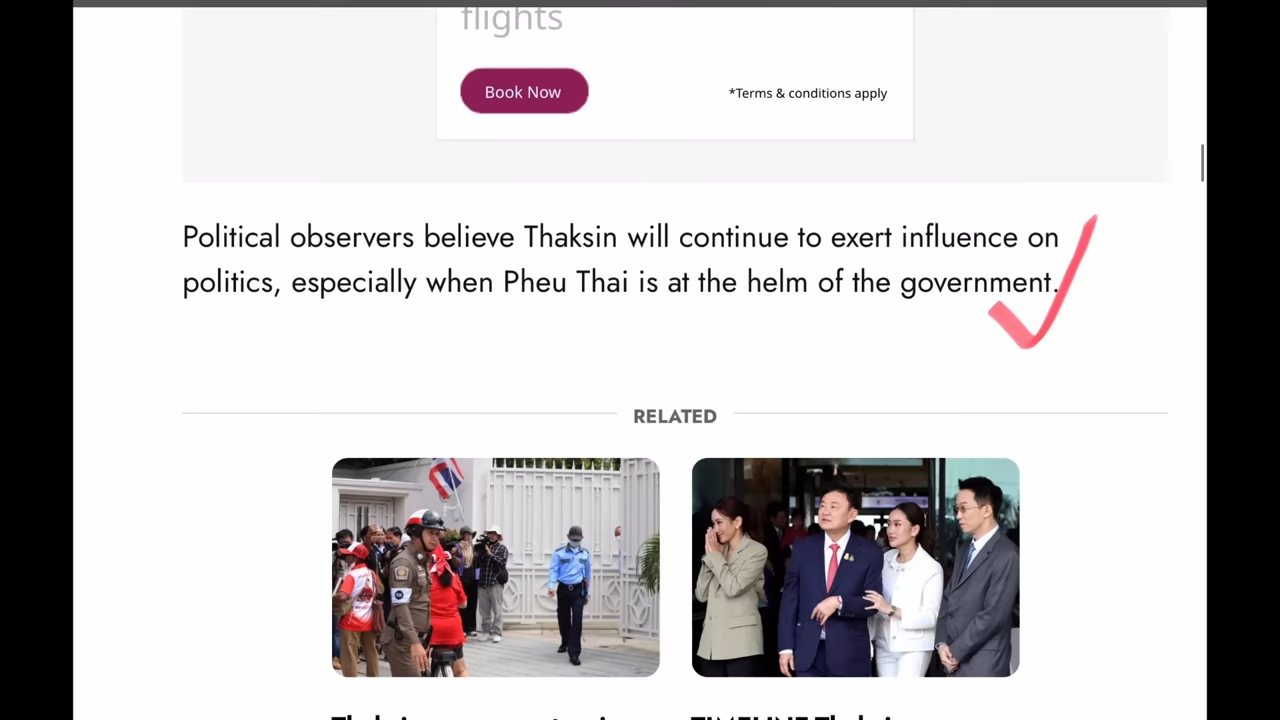 flights
Book Now
*Terms & conditions apply
Political observers believe Thaksin will continue to exert influence on
politics, especially when Pheu Thai is at the helm of the government.
RELATED